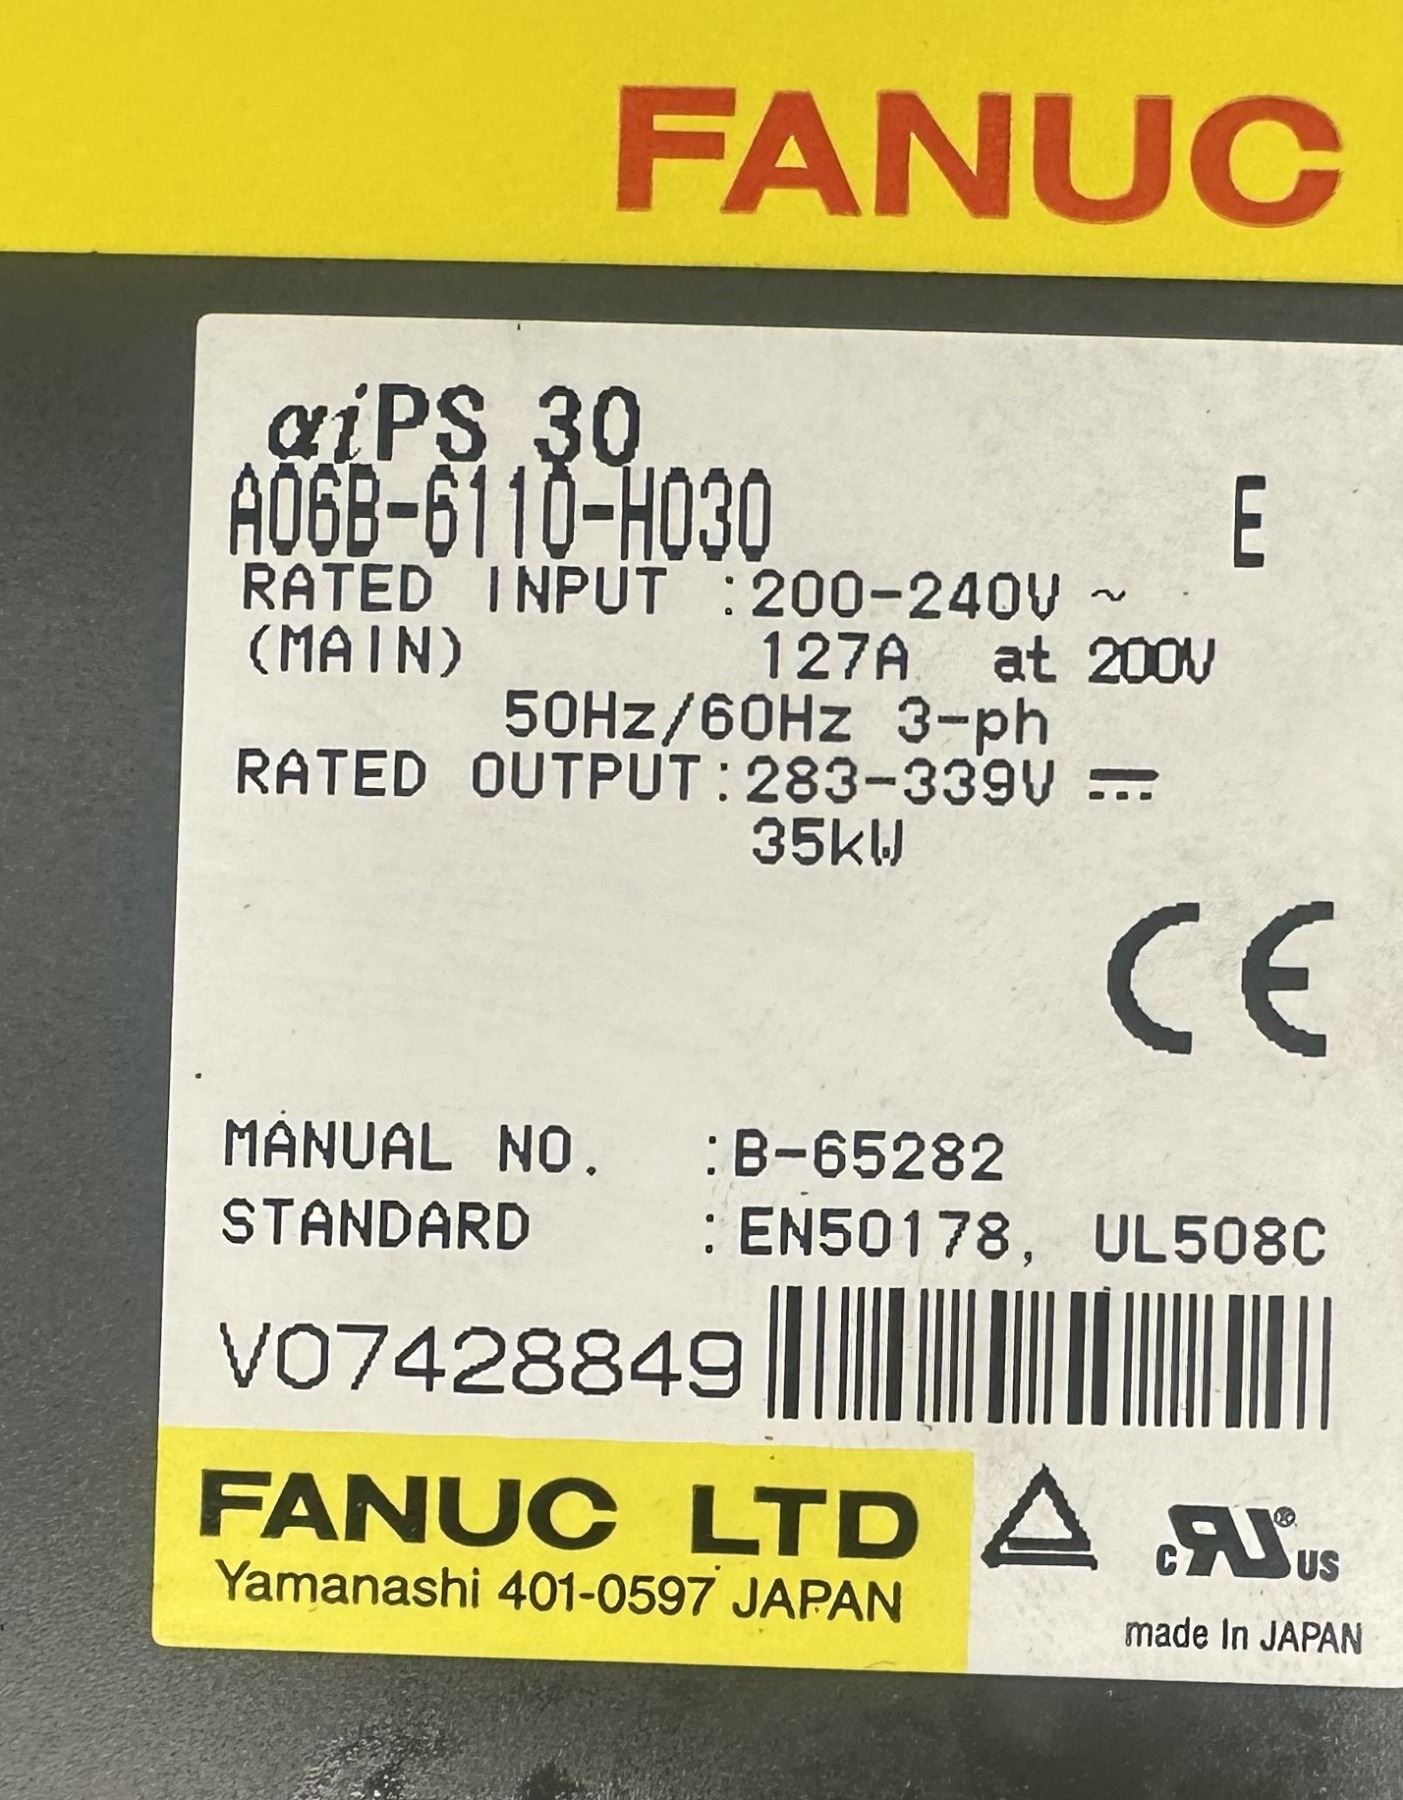 FANUC
αiPS 30
A06B-6110-H030 E
RATED INPUT :200-240V ~
(MAIN) 127A at 200V
50Hz/60Hz 3-ph
RATED OUTPUT:283-339V ⎓
35kW
CE
MANUAL NO. :B-65282
STANDARD :EN50178, UL508C
V07428849
FANUC LTD
Yamanashi 401-0597 JAPAN
c RU ® US
made In JAPAN